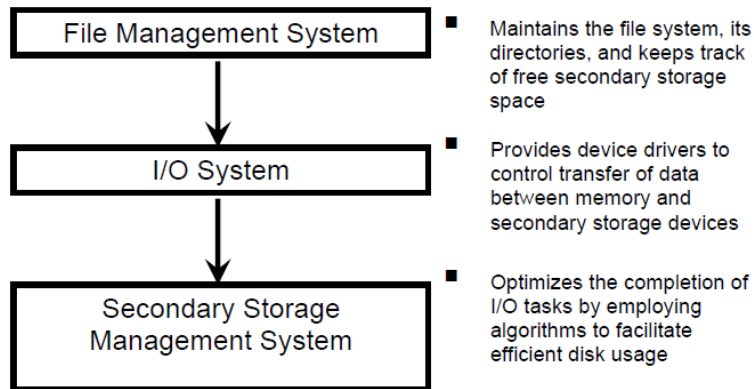 File Management System
■ Maintains the file system, its
directories, and keeps track
of free secondary storage
space
I/O System
■ Provides device drivers to
control transfer of data
between memory and
secondary storage devices
Secondary Storage
Management System
■ Optimizes the completion of
I/O tasks by employing
algorithms to facilitate
efficient disk usage